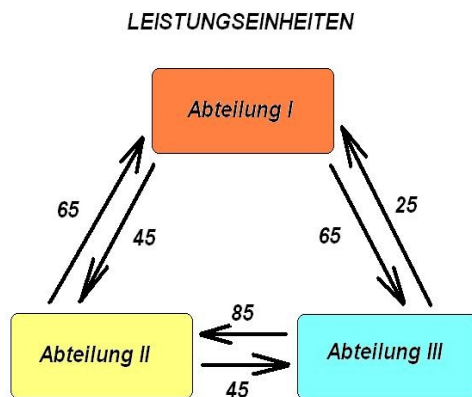 LEISTUNGSEINHEITEN
Abteilung I
65
45
65
25
85
Abteilung II
Abteilung III
45